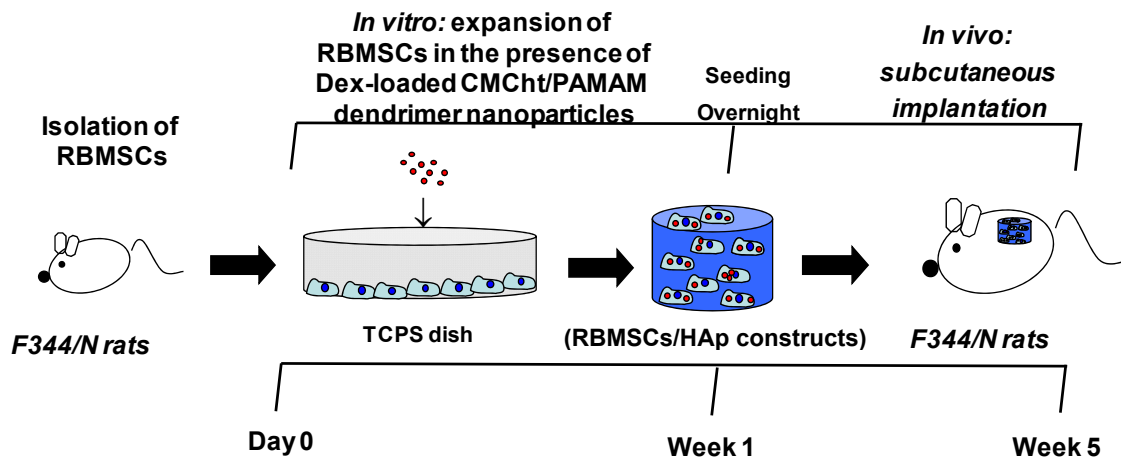 Isolation of
RBMSCs
In vitro: expansion of
RBMSCs in the presence of
Dex-loaded CMCht/PAMAM
dendrimer nanoparticles
Seeding
Overnight
In vivo:
subcutaneous
implantation
F344/N rats
TCPS dish
(RBMSCs/HAp constructs)
F344/N rats
Day 0
Week 1
Week 5